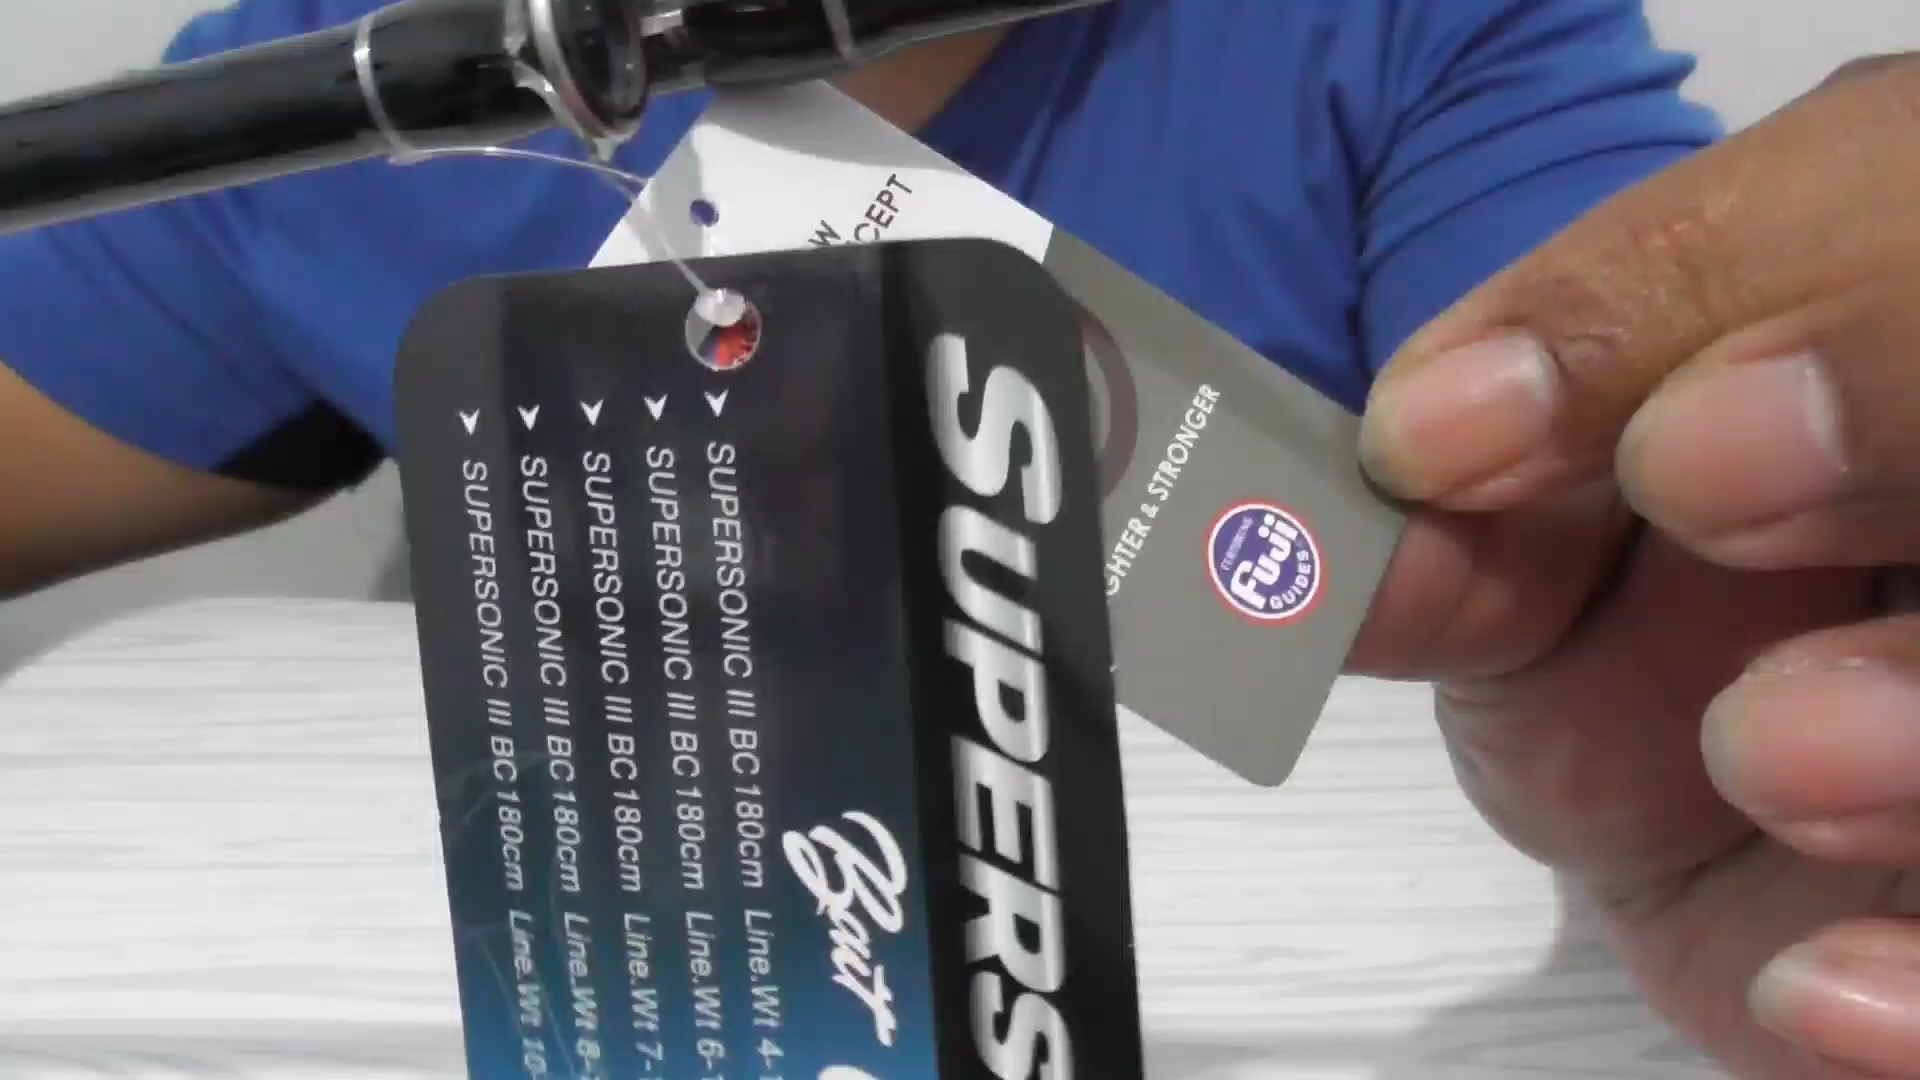 SUPERS
Bait
SUPERSONIC III BC 180cm Line.Wt 4-
SUPERSONIC III BC 180cm Line.Wt 6-
SUPERSONIC III BC 180cm Line.Wt 7-
SUPERSONIC III BC 180cm Line.Wt 8-
SUPERSONIC III BC 180cm Line.Wt 10-
W
CEPT
GHTER & STRONGER
FEATURING
Fuji
GUIDES